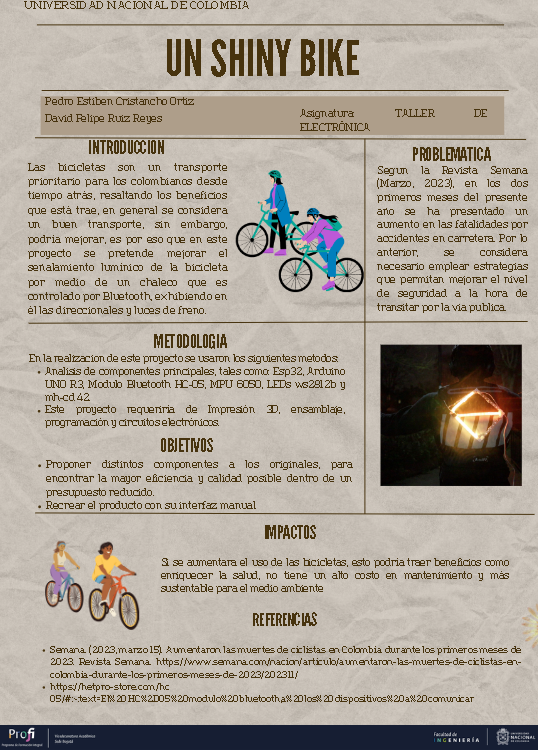 UNIVERSIDAD NACIONAL DE COLOMBIA
UN SHINY BIKE
Pedro Estiben Cristancho Ortiz
David Felipe Ruiz Reyes
Asignatura TALLER DE
ELECTRÓNICA
INTRODUCCION
Las bicicletas son un transporte
prioritario para los colombianos desde
tiempo atrás, resaltando los beneficios
que está trae, en general se considera
un buen transporte, sin embargo,
podría mejorar, es por eso que en este
proyecto se pretende mejorar el
señalamiento lumínico de la bicicleta
por medio de un chaleco que es
controlado por Bluetooth, exhibiendo en
él las direccionales y luces de freno.
PROBLEMATICA
Segun la Revista Semana
(Marzo, 2023), en los dos
primeros meses del presente
año se ha presentado un
aumento en las fatalidades por
accidentes en carretera. Por lo
anterior, se considera
necesario emplear estrategias
que permitan mejorar el nivel
de seguridad a la hora de
transitar por la via publica.
METODOLOGIA
En la realizacion de este proyecto se usaron los siguientes metodos:
• Analisis de componentes principales, tales como: Esp32, Arduino
UNO R3, Modulo Bluetooth HC-05, MPU 6050, LEDs ws2812b y
mh-cd 42.
• Este proyecto requeriria de Impresión 3D, ensamblaje,
programación y circuitos electrónicos.
OBJETIVOS
• Proponer distintos componentes a los originales, para
encontrar la mayor eficiencia y calidad posible dentro de un
presupuesto reducido.
• Recrear el producto con su interfaz manual
IMPACTOS
Si se aumentara el uso de las bicicletas, esto podría traer beneficios como
enriquecer la salud, no tiene un alto costo en mantenimiento y más
sustentable para el medio ambiente
REFERENCIAS
• Semana. (2023, marzo 15). Aumentaron las muertes de ciclistas en Colombia durante los primeros meses de
2023. Revista Semana. https://www.semana.com/nacion/articulo/aumentaron-las-muertes-de-ciclistas-en-
colombia-durante-los-primeros-meses-de-2023/202311/
• https://hetpro-store.com/hc
05/#:~:text=El%20HC%2D05%20modulo%20bluetootha%20los%20dispositivos%20a%20comunicar
Profi
Facultad de
INGENIERÍA
UNIVERSIDAD
NACIONAL
DE COLOMBIA